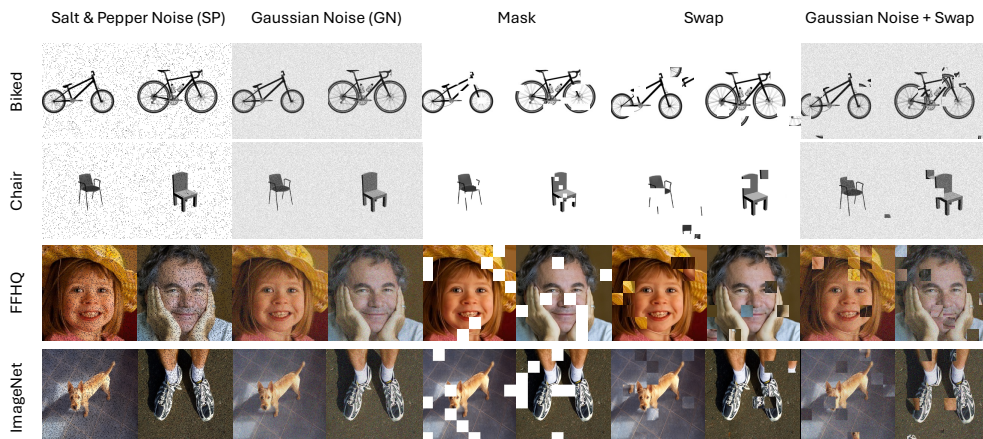 Salt & Pepper Noise (SP)
Gaussian Noise (GN)
Mask
Swap
Gaussian Noise + Swap
Biked
Chair
FFHQ
ImageNet